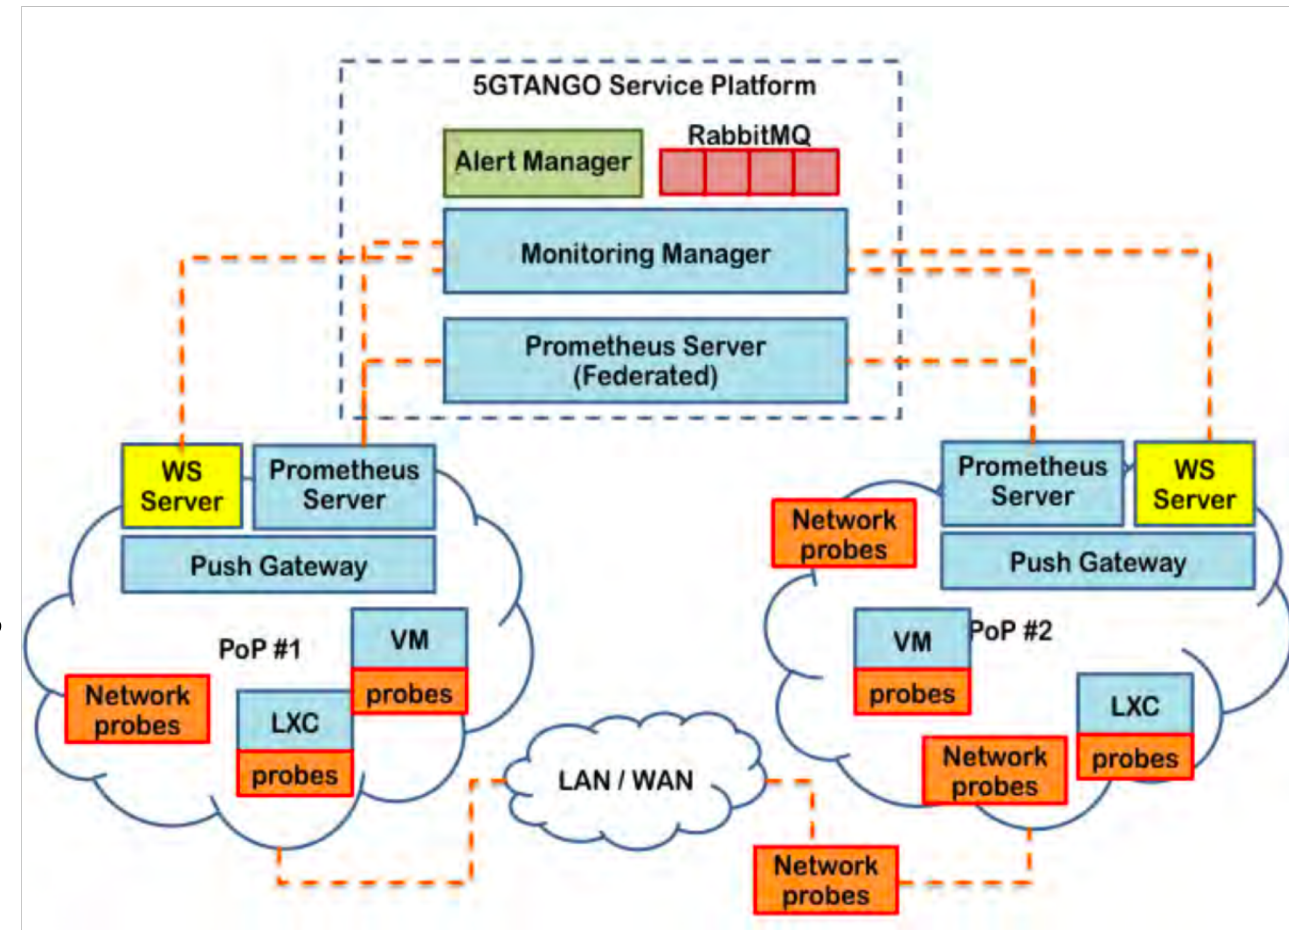 5GTANGO Service Platform
Alert Manager
RabbitMQ
Monitoring Manager
Prometheus Server
(Federated)
WS
Server
Prometheus
Server
Push Gateway
PoP #1
VM
probes
Network
probes
LXC
probes
LAN / WAN
Prometheus
Server
WS
Server
Network
probes
Push Gateway
VM
probes
PoP #2
LXC
probes
Network
probes
Network
probes